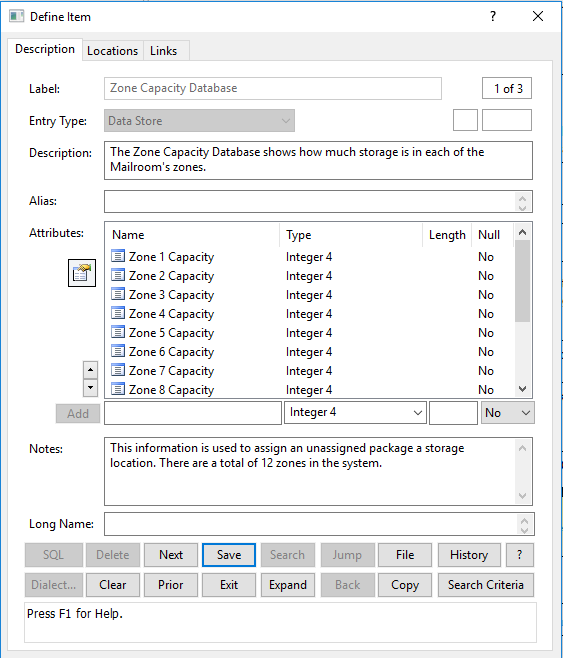 Define Item
?
Description Locations Links
Label: Zone Capacity Database 1 of 3
Entry Type: Data Store
Description: The Zone Capacity Database shows how much storage is in each of the
Mailroom's zones.
Alias:
Attributes: Name Type Length Null
Zone 1 Capacity Integer 4 No
Zone 2 Capacity Integer 4 No
Zone 3 Capacity Integer 4 No
Zone 4 Capacity Integer 4 No
Zone 5 Capacity Integer 4 No
Zone 6 Capacity Integer 4 No
Zone 7 Capacity Integer 4 No
Zone 8 Capacity Integer 4 No
Add Integer 4 No
Notes: This information is used to assign an unassigned package a storage
location. There are a total of 12 zones in the system.
Long Name:
SQL Delete Next Save Search Jump File History ?
Dialect... Clear Prior Exit Expand Back Copy Search Criteria
Press F1 for Help.